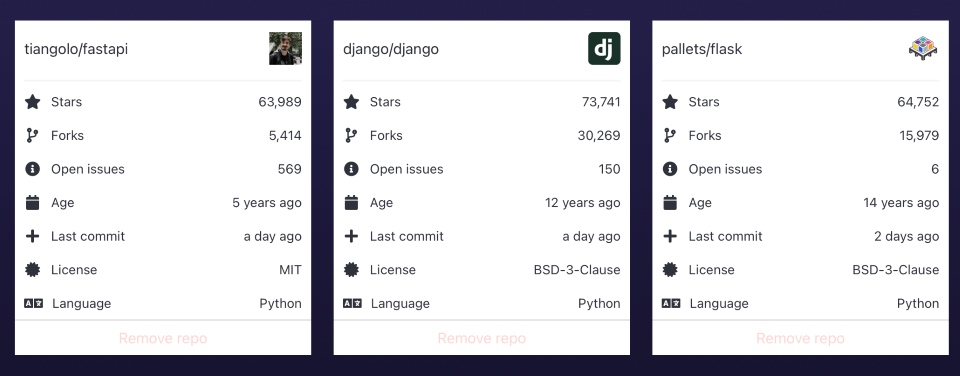 tiangolo/fastapi
Stars 63,989
Forks 5,414
Open issues 569
Age 5 years ago
Last commit a day ago
License MIT
Language Python
Remove repo
django/django
dj
Stars 73,741
Forks 30,269
Open issues 150
Age 12 years ago
Last commit a day ago
License BSD-3-Clause
Language Python
Remove repo
pallets/flask
Stars 64,752
Forks 15,979
Open issues 6
Age 14 years ago
Last commit 2 days ago
License BSD-3-Clause
Language Python
Remove repo